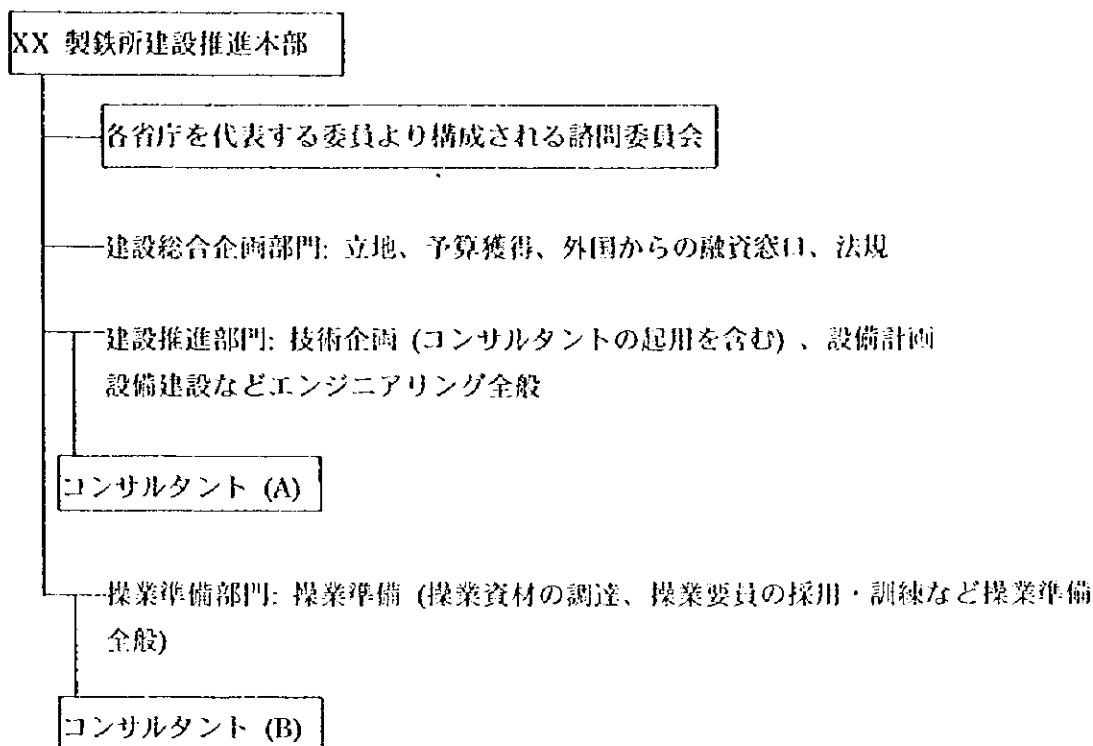 XX 製鉄所建設推進本部
各省庁を代表する委員より構成される諮問委員会
建設総合企画部門: 立地、予算獲得、外国からの融資窓口、法規
建設推進部門: 技術企画 (コンサルタントの起用を含む) 、設備計画
設備建設などエンジニアリング全般
コンサルタント (A)
操業準備部門: 操業準備 (操業資材の調達、操業要員の採用・訓練など操業準備
全般)
コンサルタント (B)